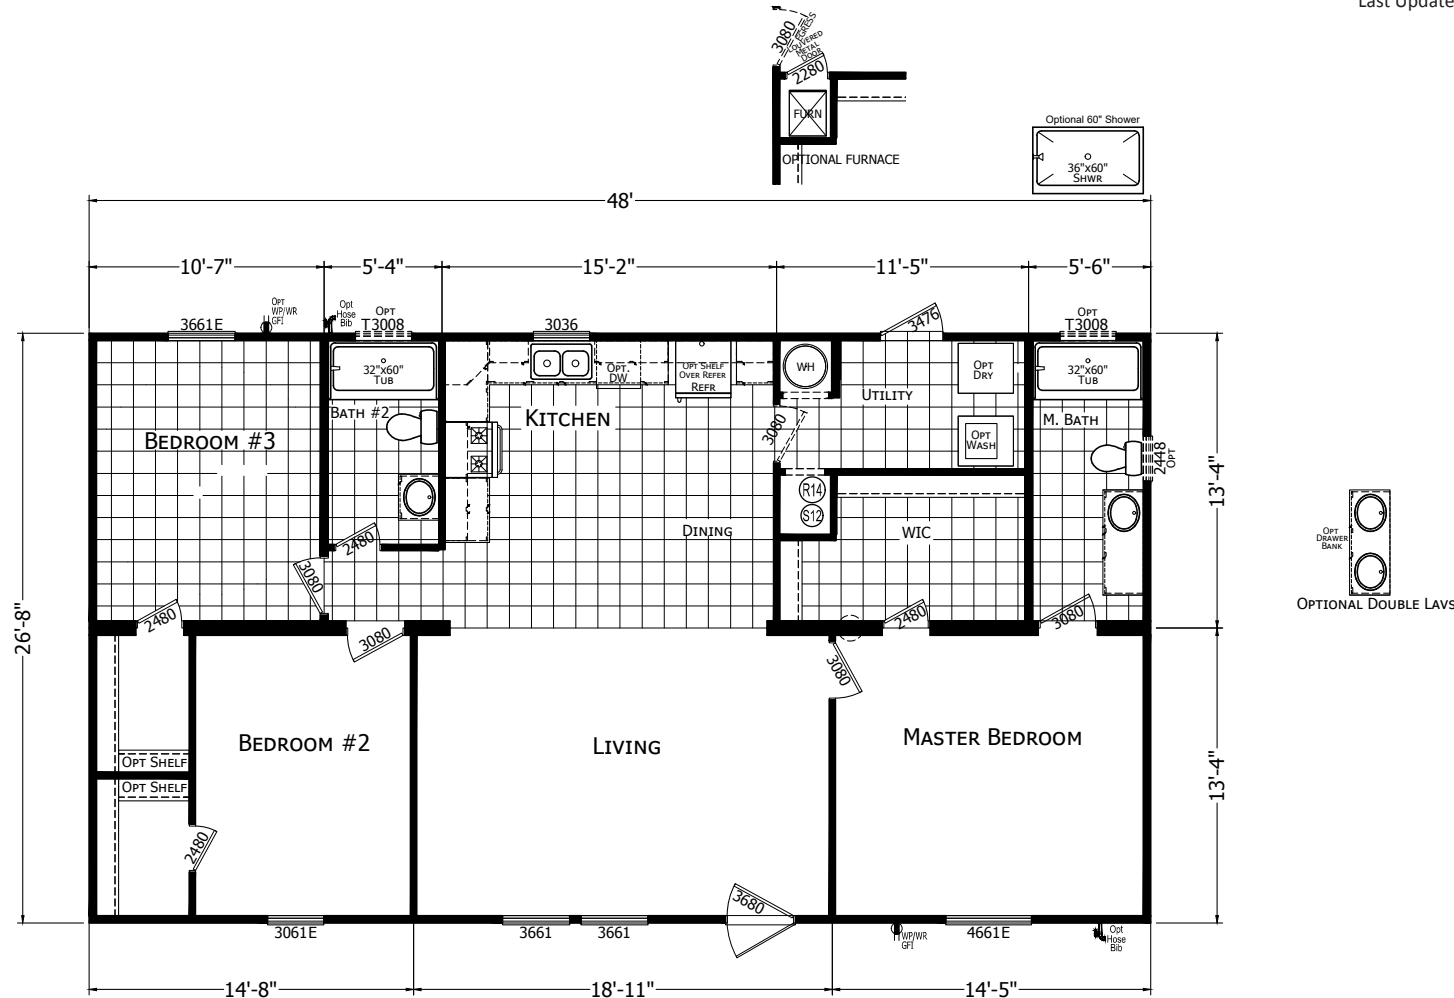 Last Update
3080
EGRESS
LOUVERED
METAL
DOOR
2280
FURN
OPTIONAL FURNACE
Optional 60" Shower
36"x60"
SHWR
48'
10'-7"
5'-4"
15'-2"
11'-5"
5'-6"
3661E
OPT
WP/WR
GFI
Opt
Hose
Bib
OPT
T3008
3036
3476
OPT
T3008
32"x60"
TUB
OPT.
DW
OPT SHELF
OVER REFER
REFR
WH
OPT
DRY
32"x60"
TUB
BATH #2
KITCHEN
UTILITY
M. BATH
BEDROOM #3
3080
OPT
WASH
2448
OPT
13'-4"
R14
S12
DINING
WIC
2480
3080
OPT
DRAWER
BANK
OPTIONAL DOUBLE LAVS
2480
3080
2480
3080
26'-8"
3080
BEDROOM #2
LIVING
MASTER BEDROOM
OPT SHELF
OPT SHELF
13'-4"
2480
3680
3061E
3661
3661
WP/WR
GFI
4661E
Opt
Hose
Bib
14'-8"
18'-11"
14'-5"